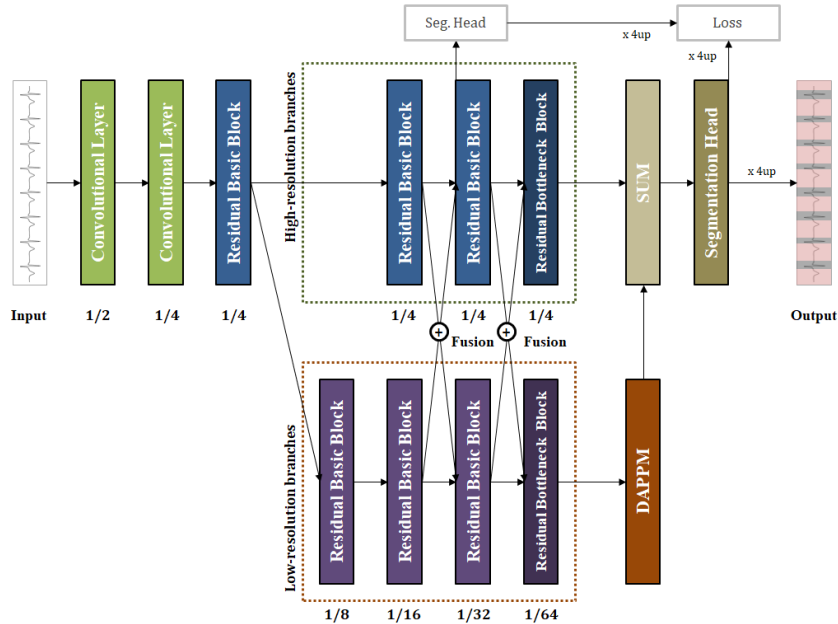 Seg. Head
Loss
x 4up
x 4up
High-resolution branches
Convolutional Layer
Convolutional Layer
Residual Basic Block
Residual Basic Block
Residual Basic Block
Residual Bottleneck Block
SUM
Segmentation Head
x 4up
Input
1/2
1/4
1/4
1/4
1/4
1/4
Output
+
Fusion
+
Fusion
Low-resolution branches
Residual Basic Block
Residual Basic Block
Residual Basic Block
Residual Bottleneck Block
DAPPM
1/8
1/16
1/32
1/64